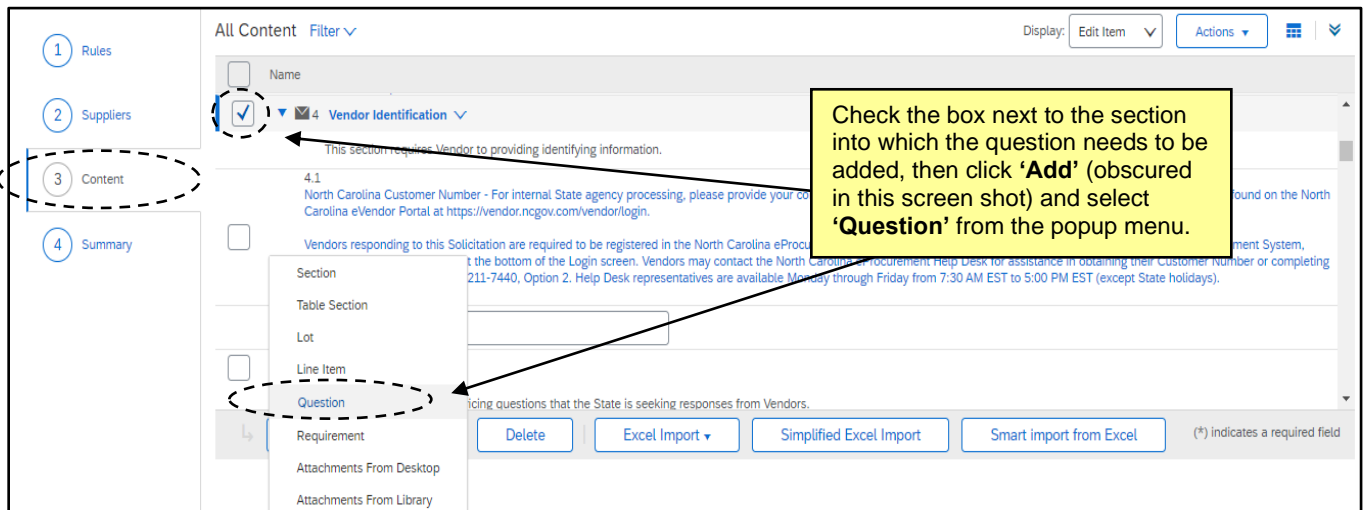 All Content Filter
Display: Edit Item Actions
1 Rules
Name
2 Suppliers
4 Vendor Identification
This section requires Vendor to providing identifying information.
3 Content
4.1
North Carolina Customer Number - For internal State agency processing, please provide your co
found on the North
Carolina eVendor Portal at https://vendor.ncgov.com/vendor/login.
4 Summary
Vendors responding to this Solicitation are required to be registered in the North Carolina eProcu
ment System,
t the bottom of the Login screen. Vendors may contact the North Carolina eProcurement Help Desk for assistance in obtaining their Customer Number or completing
211-7440, Option 2. Help Desk representatives are available Monday through Friday from 7:30 AM EST to 5:00 PM EST (except State holidays).
Check the box next to the section
into which the question needs to be
added, then click ‘Add’ (obscured
in this screen shot) and select
‘Question’ from the popup menu.
Section
Table Section
Lot
Line Item
Question
icing questions that the State is seeking responses from Vendors.
Requirement
Attachments From Desktop
Attachments From Library
Delete Excel Import Simplified Excel Import Smart import from Excel (*) indicates a required field